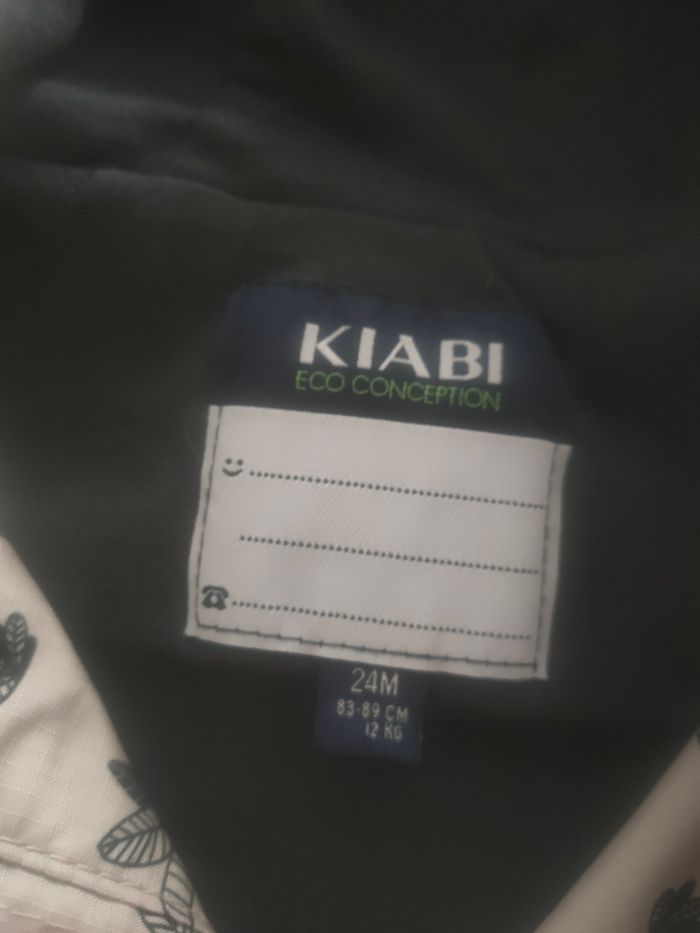 KIABI
ECO CONCEPTION
24M
83-89 CM
12 KG